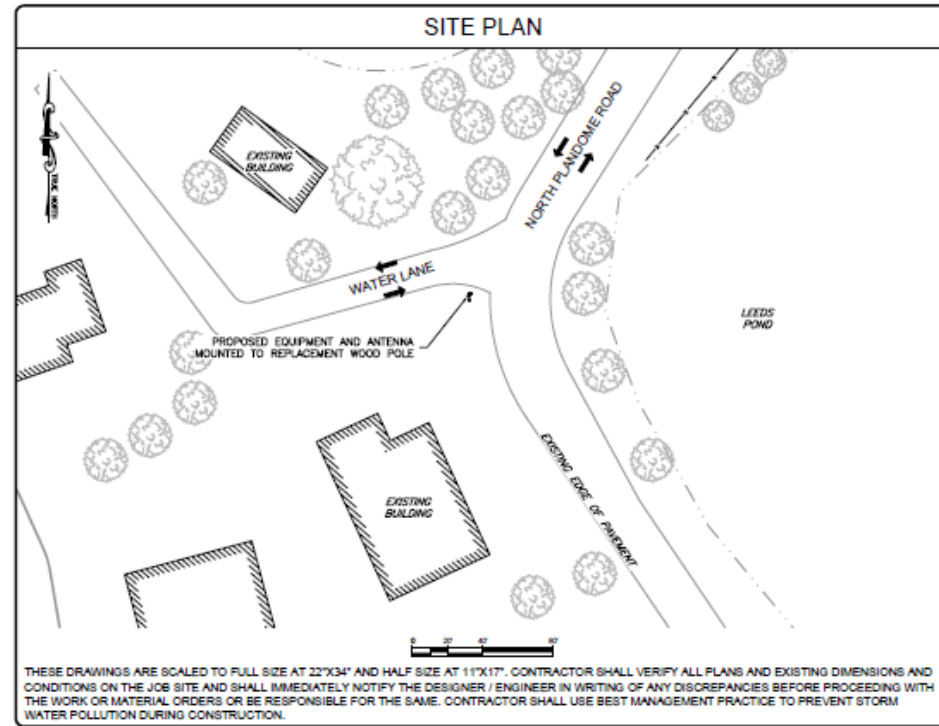 SITE PLAN
TRUE NORTH
EXISTING
BUILDING
NORTH PLANDOME ROAD
WATER LANE
LEEDS
POND
PROPOSED EQUIPMENT AND ANTENNA
MOUNTED TO REPLACEMENT WOOD POLE
EXISTING EDGE OF PAVEMENT
EXISTING
BUILDING
0 20' 40' 80'
THESE DRAWINGS ARE SCALED TO FULL SIZE AT 22"X34" AND HALF SIZE AT 11"X17". CONTRACTOR SHALL VERIFY ALL PLANS AND EXISTING DIMENSIONS AND
CONDITIONS ON THE JOB SITE AND SHALL IMMEDIATELY NOTIFY THE DESIGNER / ENGINEER IN WRITING OF ANY DISCREPANCIES BEFORE PROCEEDING WITH
THE WORK OR MATERIAL ORDERS OR BE RESPONSIBLE FOR THE SAME. CONTRACTOR SHALL USE BEST MANAGEMENT PRACTICE TO PREVENT STORM
WATER POLLUTION DURING CONSTRUCTION.